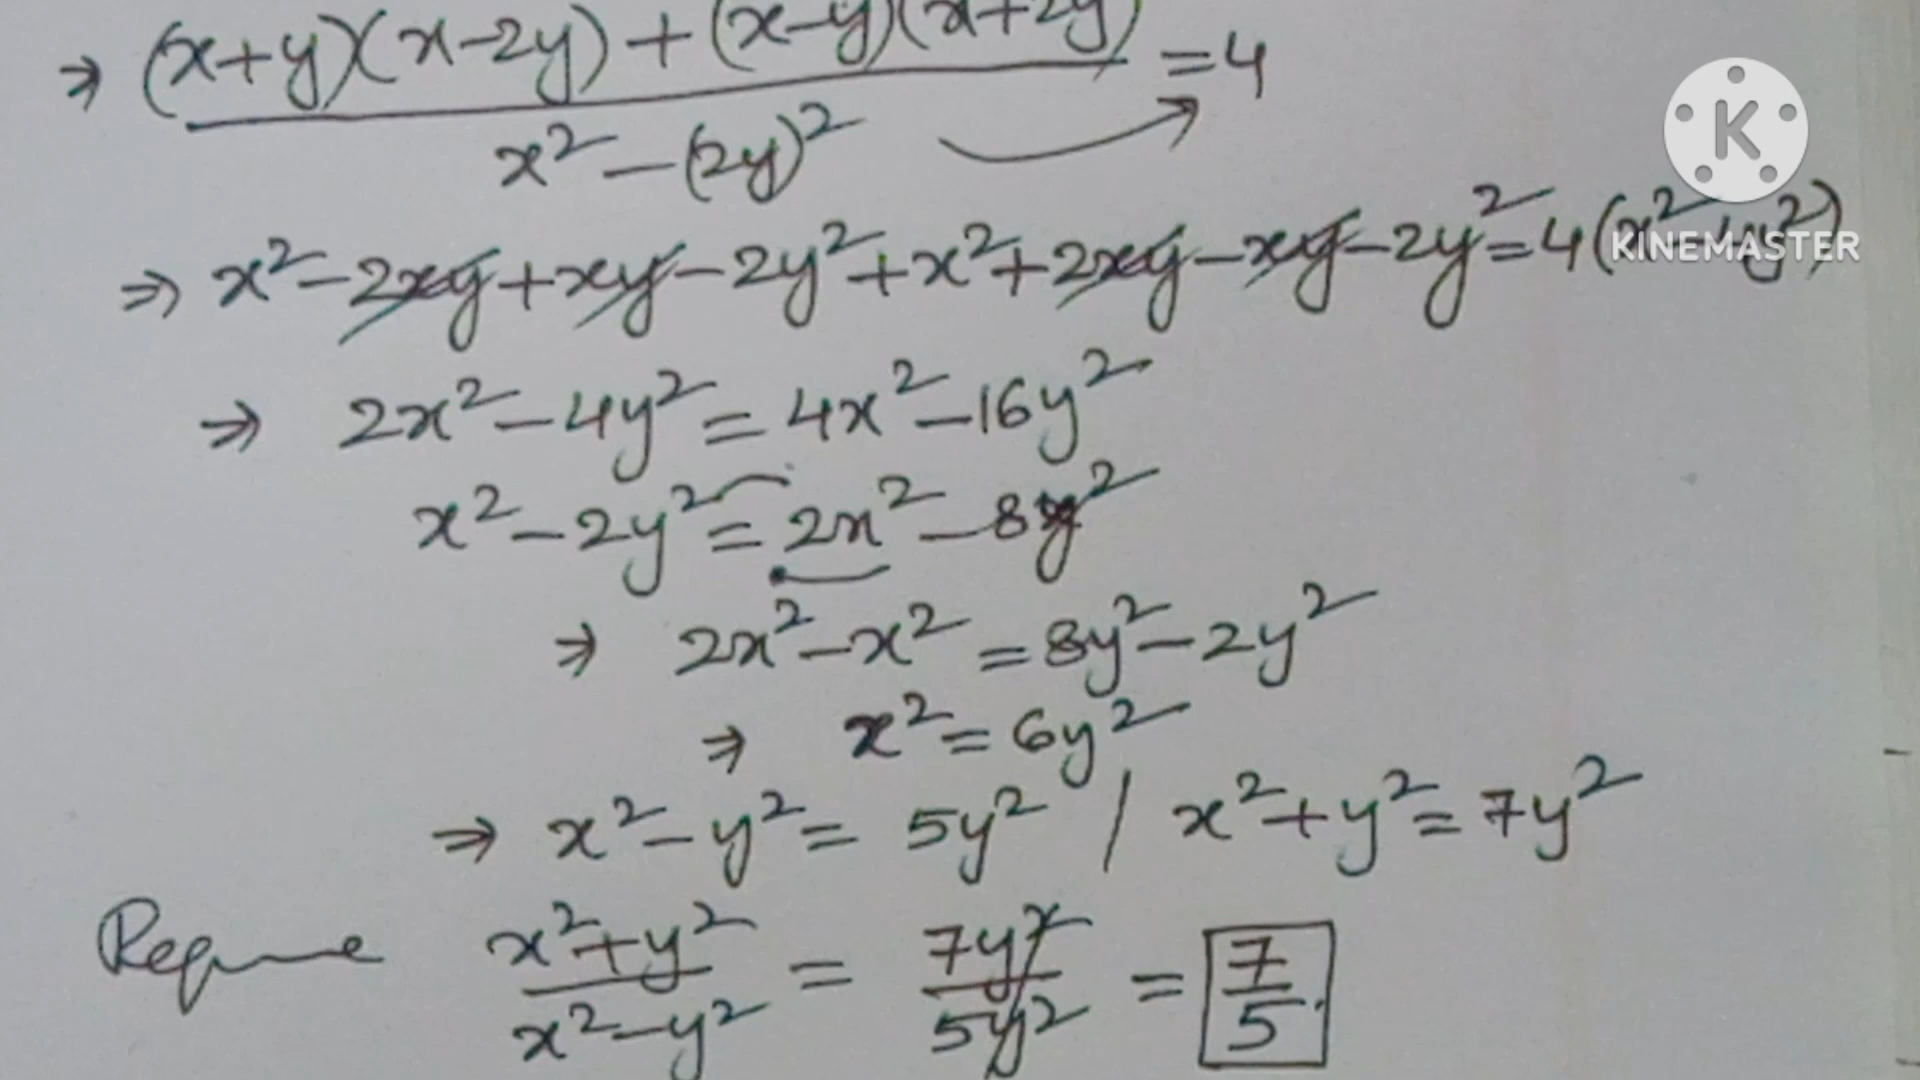 ⇒ (x+y)(x-2y)+(x-y)(x+2y) / x²-(2y)² = 4
K
KINEMASTER
⇒ x²-2xy+xy-2y²+x²+2xy-xy-2y²=4(x²-4y²)
⇒ 2x²-4y²=4x²-16y²
x²-2y²=2x²-8y²
⇒ 2x²-x²=8y²-2y²
⇒ x²=6y²
⇒ x²-y²=5y² / x²+y²=7y²
x²+y² / x²-y² = 7y² / 5y² = 7/5.